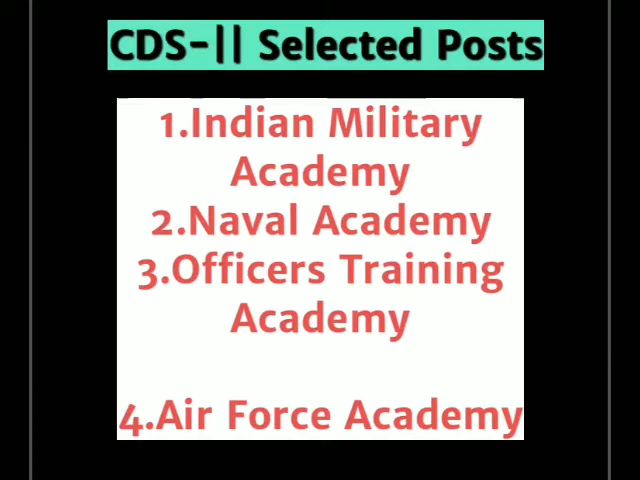 CDS-|| Selected Posts
1.Indian Military
Academy
2.Naval Academy
3.Officers Training
Academy
4.Air Force Academy